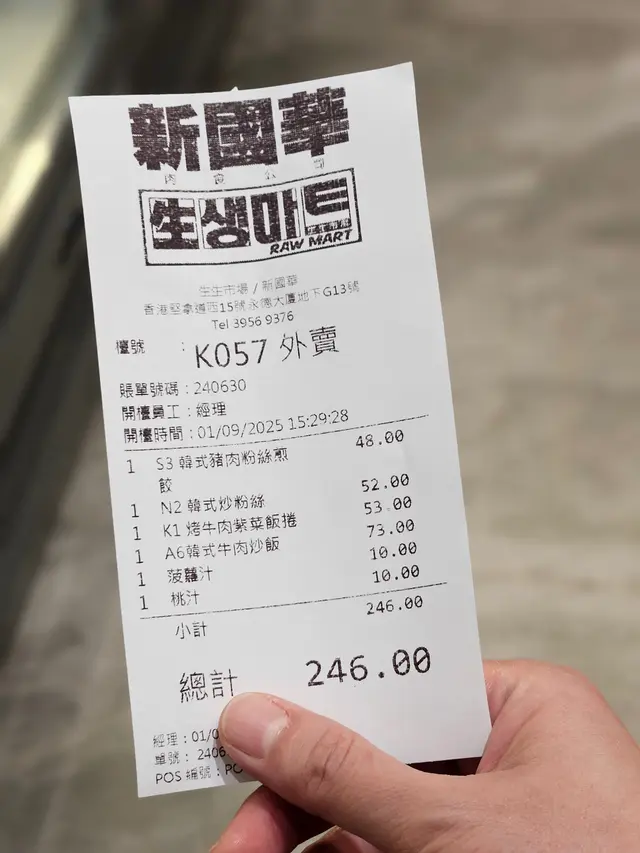 新國華
肉食公司
生생마트
生生市集
RAW MART
生生市場 / 新國華
香港堅拿道西15號永德大廈地下G13號
Tel 3956 9376
檯號 : K057 外賣
賬單號碼 : 240630
開檯員工 : 經理
開檯時間 : 01/09/2025 15:29:28
1 S3 韓式豬肉粉絲煎 48.00
餃
1 N2 韓式炒粉絲 52.00
1 K1 烤牛肉紫菜飯捲 53.00
1 A6韓式牛肉炒飯 73.00
1 菠蘿汁 10.00
1 桃汁 10.00
小計 246.00
總計 246.00
經理 : 01/0
單號 : 2406
POS 編號 : PO